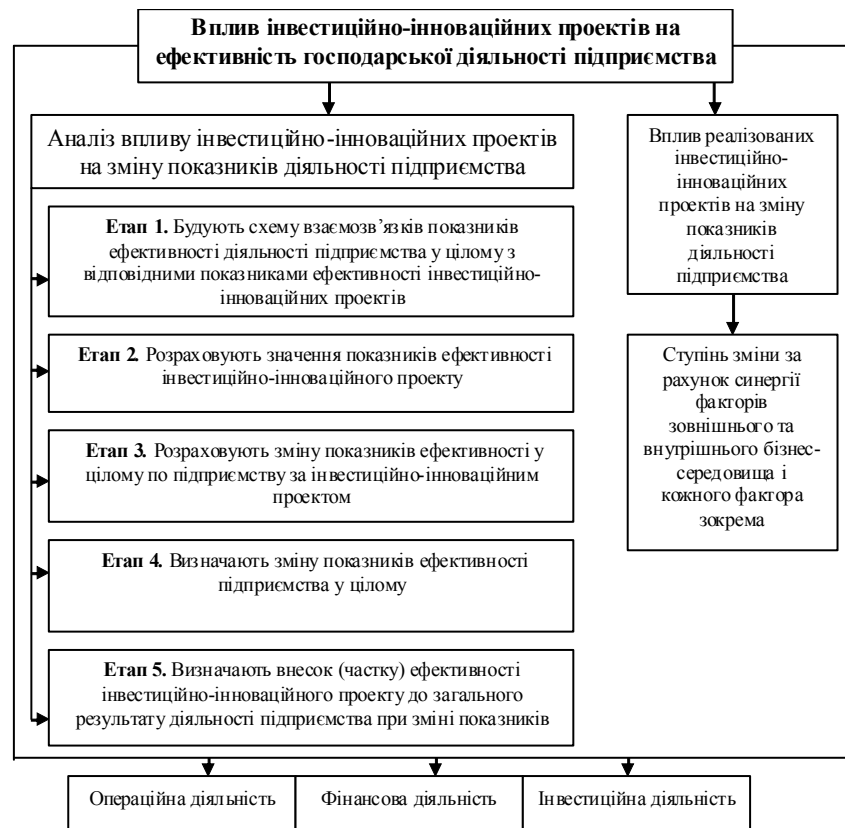 Вплив інвестиційно-інноваційних проектів на
ефективність господарської діяльності підприємства
Аналіз впливу інвестиційно-інноваційних проектів
на зміну показників діяльності підприємства
Етап 1. Будують схему взаємозв’язків показників
ефективності діяльності підприємства у цілому з
відповідними показниками ефективності інвестиційно-
інноваційних проектів
Етап 2. Розраховують значення показників ефективності
інвестиційно-інноваційного проекту
Етап 3. Розраховують зміну показників ефективності у
цілому по підприємству за інвестиційно-інноваційним
проектом
Етап 4. Визначають зміну показників ефективності
підприємства у цілому
Етап 5. Визначають внесок (частку) ефективності
інвестиційно-інноваційного проекту до загального
результату діяльності підприємства при зміні показників
Вплив реалізованих
інвестиційно-
інноваційних
проектів на зміну
показників
діяльності
підприємства
Ступінь зміни за
рахунок синергії
факторів
зовнішнього та
внутрішнього бізнес-
середовища і
кожного фактора
зокрема
Операційна діяльність
Фінансова діяльність
Інвестиційна діяльність